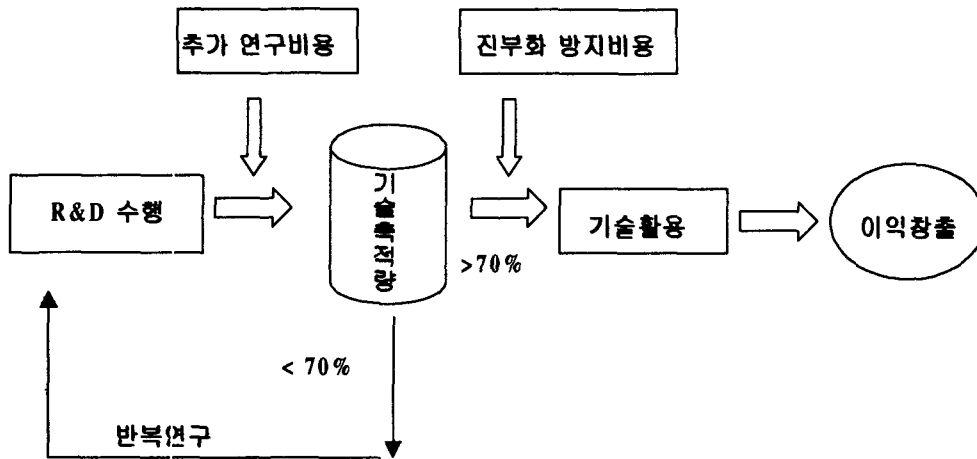 추가 연구비용
진부화 방지비용
R&D 수행
기술축적량
기술활용
이익창출
>70%
< 70%
반복연구